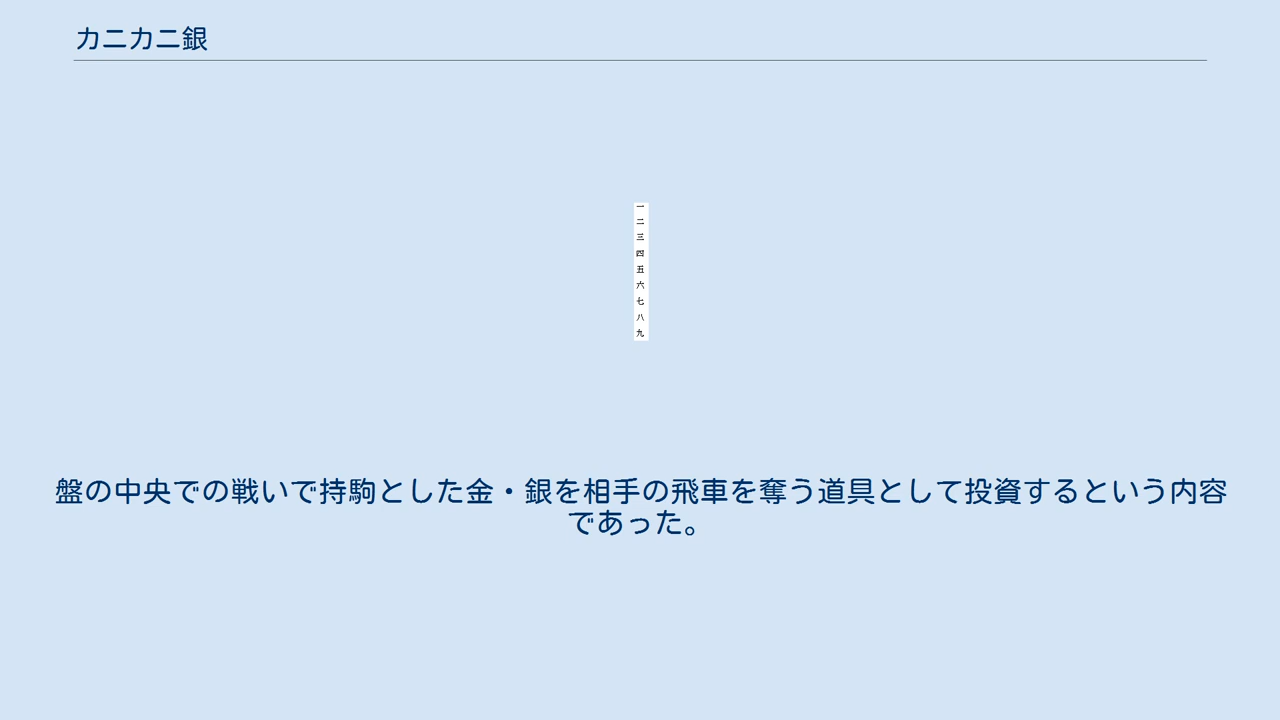 カニカニ銀
一
二
三
四
五
六
七
八
九
盤の中央での戦いで持駒とした金・銀を相手の飛車を奪う道具として投資するという内容
であった。